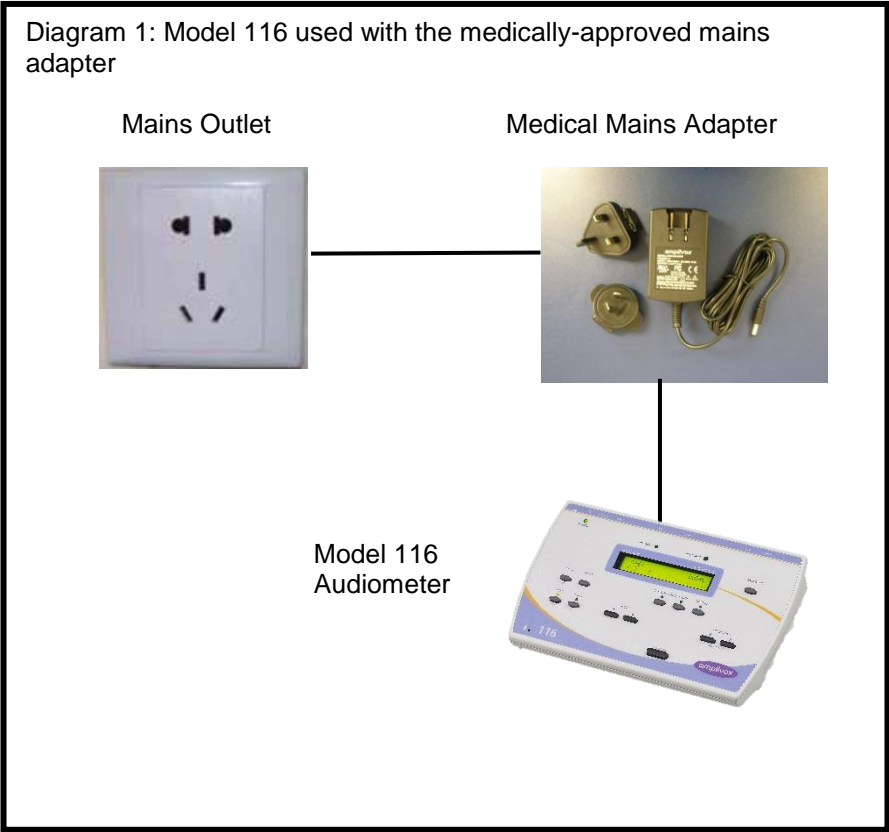 Diagram 1: Model 116 used with the medically-approved mains
adapter
Mains Outlet
Medical Mains Adapter
amplivox
Model 116
Audiometer
116
amplivox